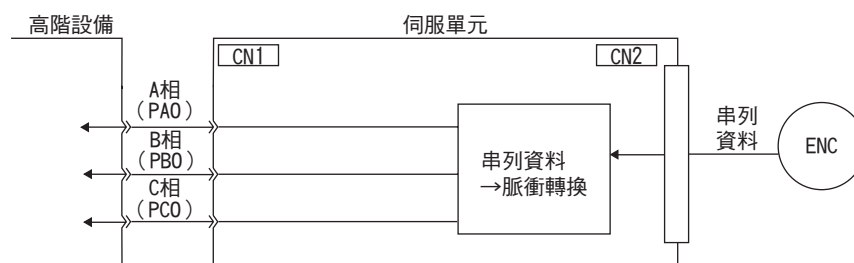 高階設備
伺服單元
CN1
CN2
A相
（PAO）
B相
（PBO）
C相
（PCO）
串列資料
→脈衝轉換
串列
資料
ENC